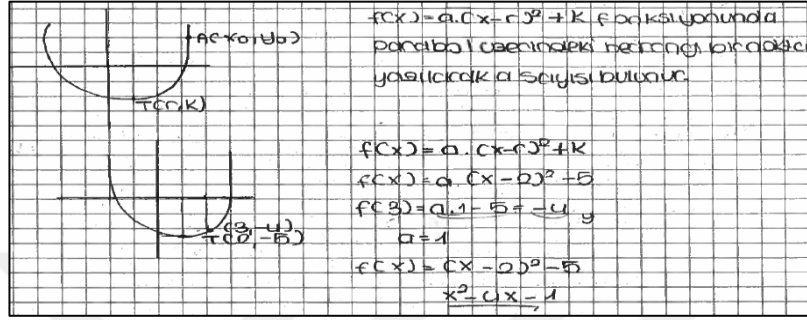 f(x) = a.(x-r)² + k fonksiyonunda
parabol üzerindeki herhangi bir nokta
yazılarak a sayısı bulunur.
A(x0, y0)
T(r,k)
f(x) = a.(x-r)²+k
f(x) = a.(x-2)²-5
f(3) = a.1-5 = -4 y
a=1
f(x) = (x-2)²-5
x²-4x-1
(3,-4)
T(2,-5)